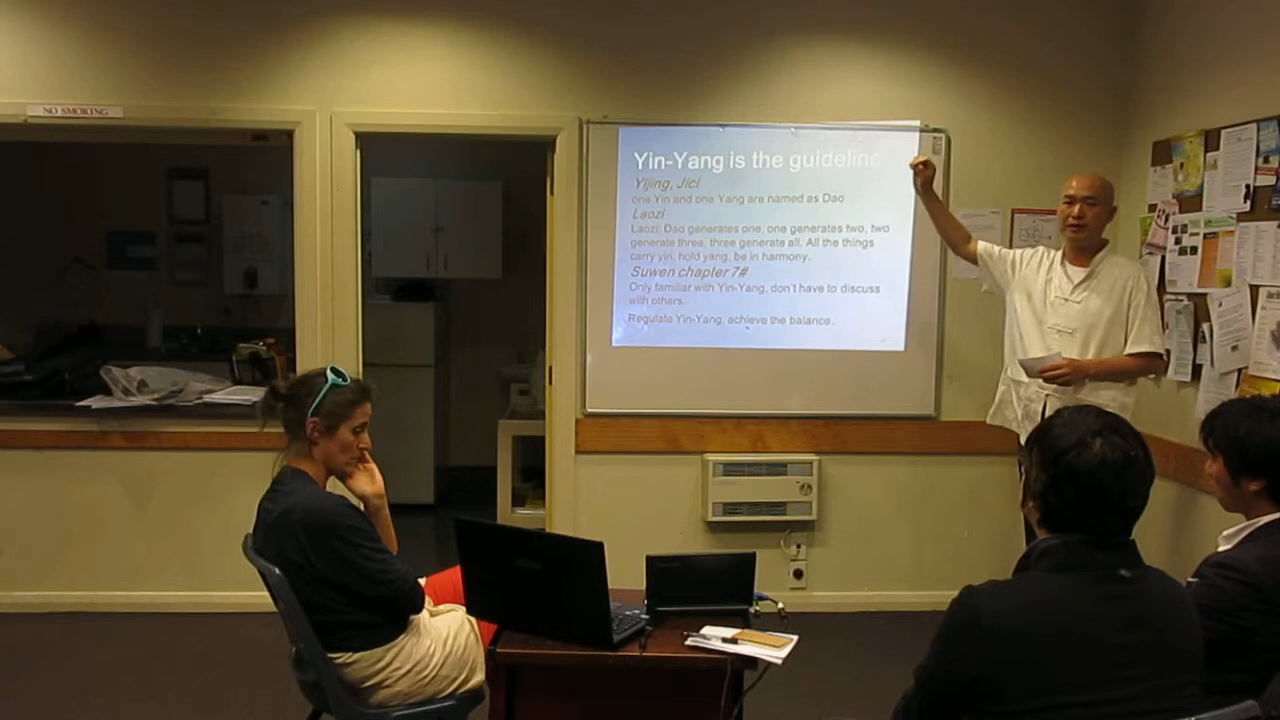 NO SMOKING
Yin-Yang is the guideline
Yijing, Jici
one Yin and one Yang are named as Dao
Laozi
Laozi: Dao generates one, one generates two, two
generate three, three generate all. All the things
carry yin, hold yang, be in harmony.
Suwen chapter 7#
Only familiar with Yin-Yang, don't have to discuss
with others.
Regulate Yin-Yang, achieve the balance.